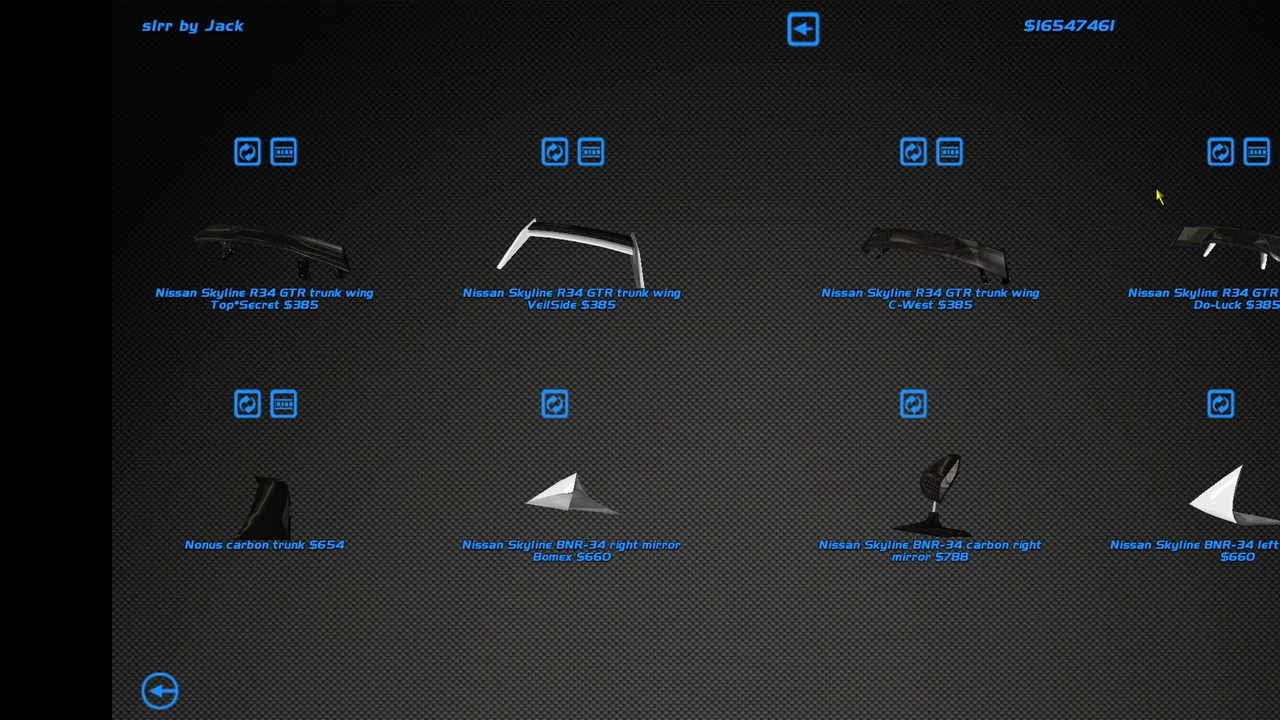 slrr by Jack
$16547461
Nissan Skyline R34 GTR trunk wing
Top*Secret $385
Nissan Skyline R34 GTR trunk wing
VeilSide $385
Nissan Skyline R34 GTR trunk wing
C-West $385
Nissan Skyline R34 GTR
Do-Luck $385
Nonus carbon trunk $654
Nissan Skyline BNR-34 right mirror
Bomex $660
Nissan Skyline BNR-34 carbon right
mirror $788
Nissan Skyline BNR-34 left
$660